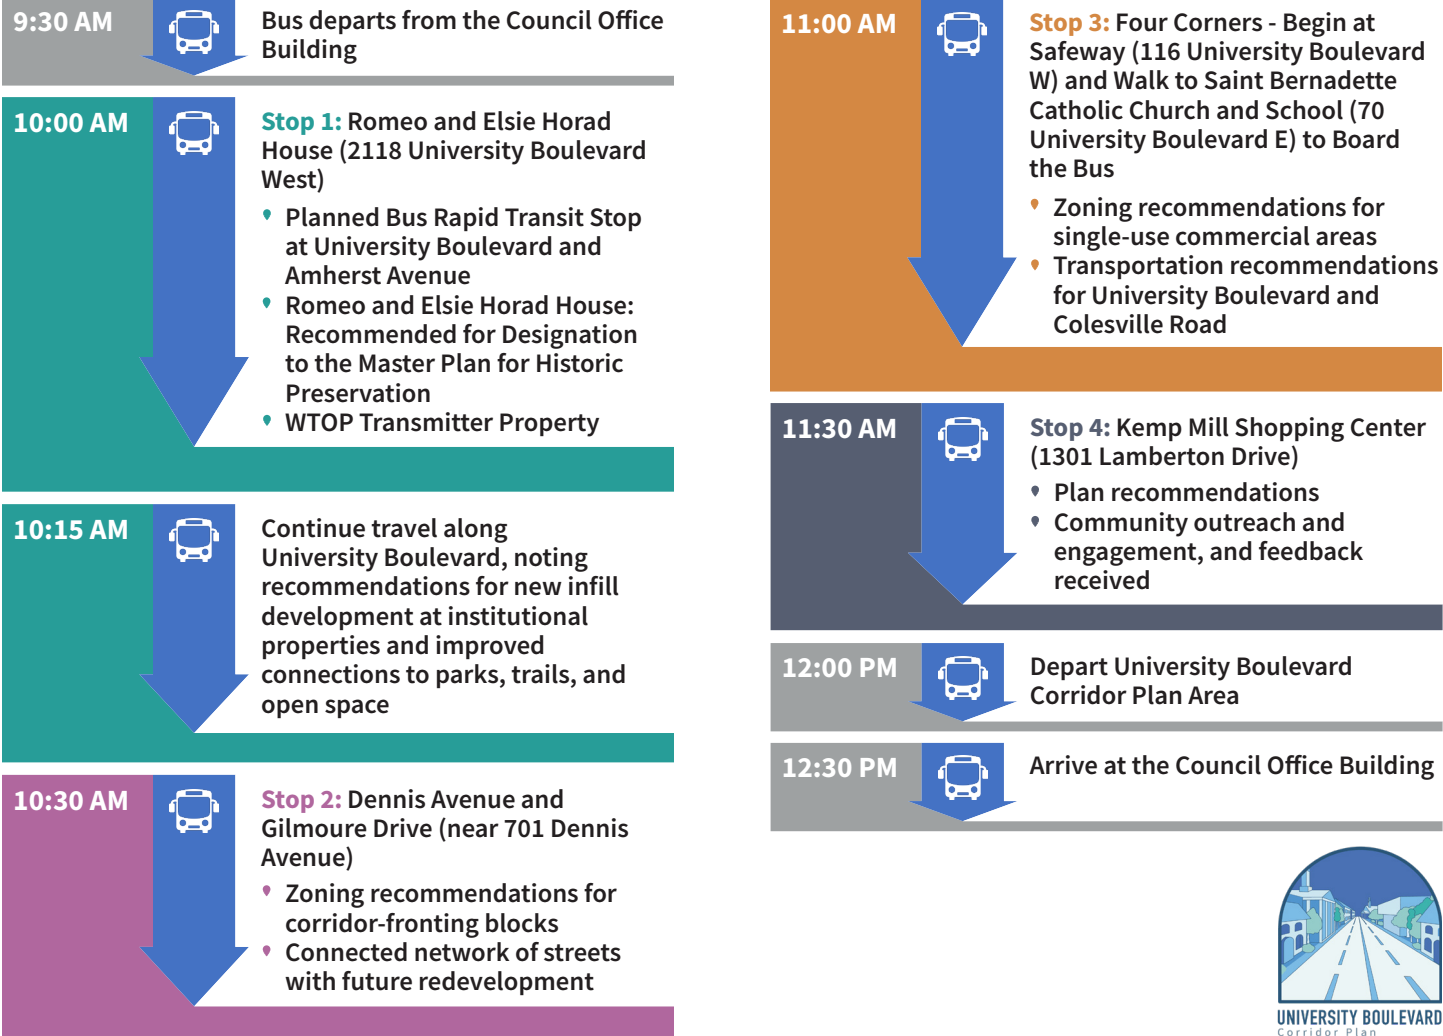 9:30 AM
Bus departs from the Council Office
Building
10:00 AM
Stop 1: Romeo and Elsie Horad
House (2118 University Boulevard
West)
Planned Bus Rapid Transit Stop
at University Boulevard and
Amherst Avenue
Romeo and Elsie Horad House:
Recommended for Designation
to the Master Plan for Historic
Preservation
WTOP Transmitter Property
10:15 AM
Continue travel along
University Boulevard, noting
recommendations for new infill
development at institutional
properties and improved
connections to parks, trails, and
open space
10:30 AM
Stop 2: Dennis Avenue and
Gilmoure Drive (near 701 Dennis
Avenue)
Zoning recommendations for
corridor-fronting blocks
Connected network of streets
with future redevelopment
11:00 AM
Stop 3: Four Corners - Begin at
Safeway (116 University Boulevard
W) and Walk to Saint Bernadette
Catholic Church and School (70
University Boulevard E) to Board
the Bus
Zoning recommendations for
single-use commercial areas
Transportation recommendations
for University Boulevard and
Colesville Road
11:30 AM
Stop 4: Kemp Mill Shopping Center
(1301 Lamberton Drive)
Plan recommendations
Community outreach and
engagement, and feedback
received
12:00 PM
Depart University Boulevard
Corridor Plan Area
12:30 PM
Arrive at the Council Office Building
UNIVERSITY BOULEVARD
Corridor Plan